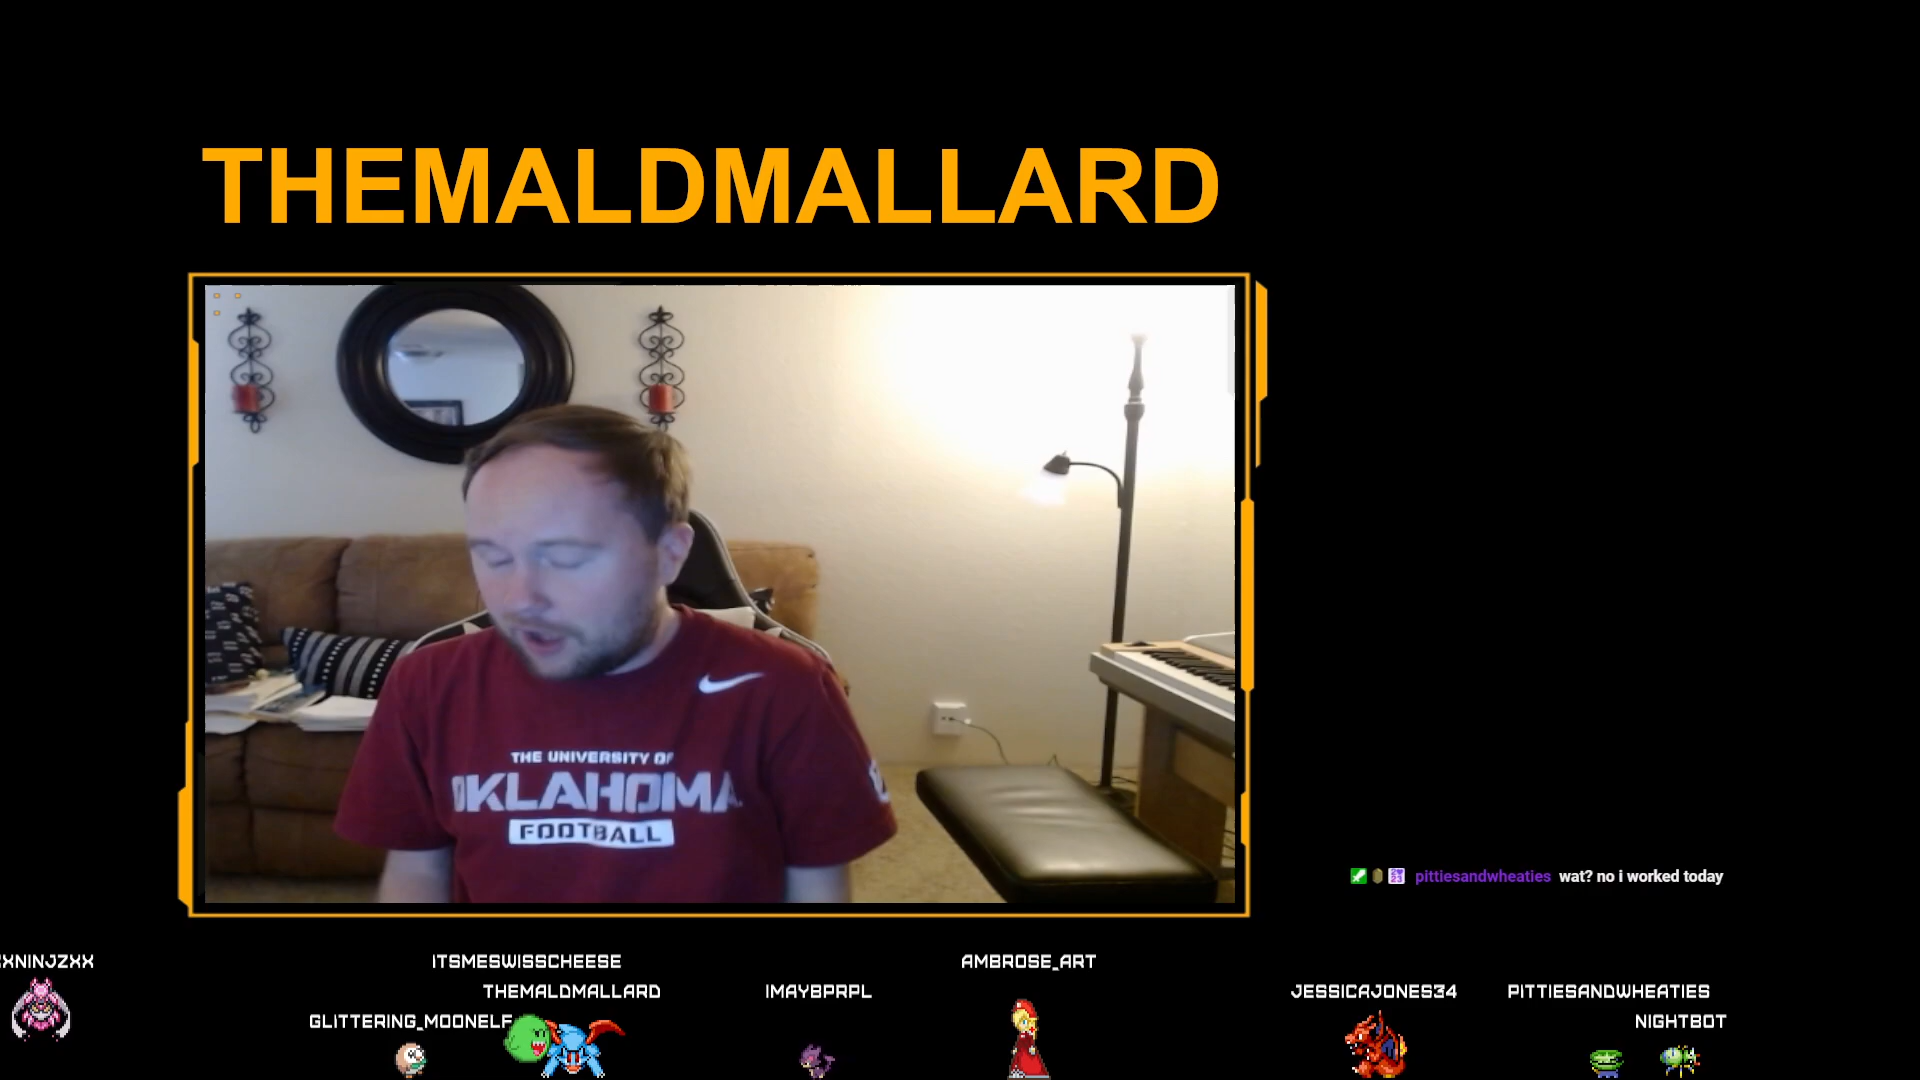 THEMALDMALLARD
THE UNIVERSITY OF
OKLAHOMA
FOOTBALL
pittiesandwheaties wat? no i worked today
XNINJZXX
ITSMESWISSCHEESE
AMBROSE_ART
THEMALDMALLARD
IMAYBPRPL
JESSICAJONES34
PITTIESANDWHEATIES
GLITTERING_MOONELF
NIGHTBOT